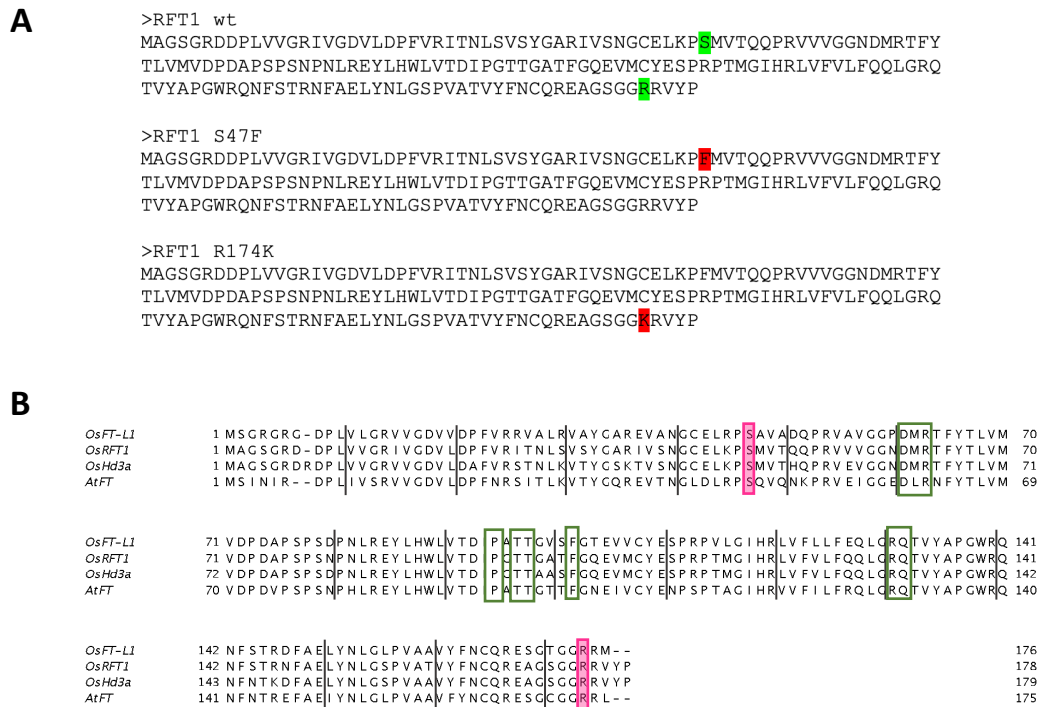 A
>RFT1 wt
MAGSGRDDPLVVGRIVGDVLDPFVRITNLSVSYGARIVSNGCELKPSMVTQQPRVVVGGNDMRTFY
TLVMVDPDAPSPSNPNLREYLHWLVTDIPGTTGATFGQEVMCYESPRPTMGIHRLVFVLFQQLGRQ
TVYAPGWRQNFSTRNFAELYNLGSPVATVYFNCQREAGSGGRRVYP
>RFT1 S47F
MAGSGRDDPLVVGRIVGDVLDPFVRITNLSVSYGARIVSNGCELKPFMVTQQPRVVVGGNDMRTFY
TLVMVDPDAPSPSNPNLREYLHWLVTDIPGTTGATFGQEVMCYESPRPTMGIHRLVFVLFQQLGRQ
TVYAPGWRQNFSTRNFAELYNLGSPVATVYFNCQREAGSGGRRVYP
>RFT1 R174K
MAGSGRDDPLVVGRIVGDVLDPFVRITNLSVSYGARIVSNGCELKPFMVTQQPRVVVGGNDMRTFY
TLVMVDPDAPSPSNPNLREYLHWLVTDIPGTTGATFGQEVMCYESPRPTMGIHRLVFVLFQQLGRQ
TVYAPGWRQNFSTRNFAELYNLGSPVATVYFNCQREAGSGGKRVYP
B
OsFT-L1 1 MSGRGRG-DPLVLGRVVGDVVDPFVRRVALRVAYGAREVANGCELRPSAVADQPRVAVGGPDMRTFYTLVM 70
OsRFT1 1 MAGSGRD-DPLVVGRIVGDVLDPFVRITNLSVSYGARIVSNGCELKPSMVTQQPRVVVGGNDMRTFYTLVM 70
OsHd3a 1 MAGSGRDRDPLVVGRVVGDVLDAFVRSTNLKVTYGSKTVSNGCELKPSMVTHQPRVEVGGNDMRTFYTLVM 71
AtFT 1 MSINIR--DPLIVSRVVGDVLDPFNRSITLKVTYGQREVTNGLDLRPSQVQNKPRVEIGGEDLRNFYTLVM 69
OsFT-L1 71 VDPDAPSPSDPNLREYLHWLVTDIPATTGVSFGTEVVCYESPRPVLGIHRLVFLLFEQLGRQTVYAPGWRQ 141
OsRFT1 71 VDPDAPSPSNPNLREYLHWLVTDIPGTTGATFGQEVMCYESPRPTMGIHRLVFVLFQQLGRQTVYAPGWRQ 141
OsHd3a 72 VDPDAPSPSDPNLREYLHWLVTDIPGTTAASFGQEVMCYESPRPTMGIHRLVFVLFQQLGRQTVYAPGWRQ 142
AtFT 70 VDPDVPSPSNPHLREYLHWLVTDIPATTGTTFGNEIVCYENPSPTAGIHRVVFILFRQLGRQTVYAPGWRQ 140
OsFT-L1 142 NFSTRDFAELYNLGLPVAAVYFNCQRESGTGGRRM-- 176
OsRFT1 142 NFSTRNFAELYNLGSPVATVYFNCQREAGSGGRRVYP 178
OsHd3a 143 NFNTKDFAELYNLGSPVAAVYFNCQREAGSGGRRVYP 179
AtFT 141 NFNTREFAEIYNLGLPVAAVFYNCQRESGCGGRRL-- 175